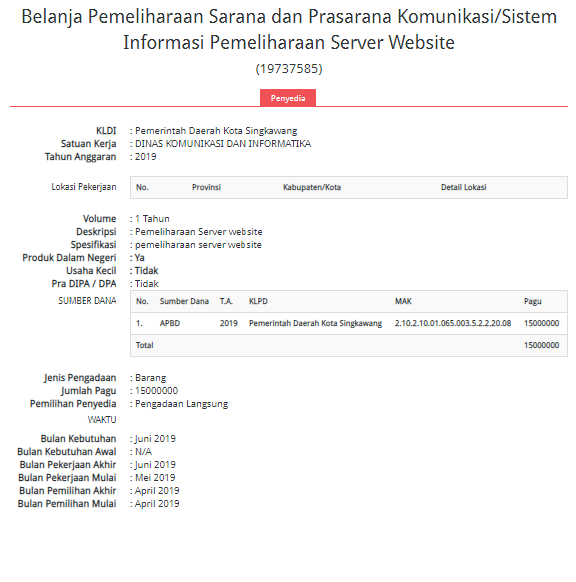 Belanja Pemeliharaan Sarana dan Prasarana Komunikasi/Sistem
Informasi Pemeliharaan Server Website
(19737585)
Penyedia
KLDI : Pemerintah Daerah Kota Singkawang
Satuan Kerja : DINAS KOMUNIKASI DAN INFORMATIKA
Tahun Anggaran : 2019
Lokasi Pekerjaan No. Provinsi Kabupaten/Kota Detail Lokasi
Volume : 1 Tahun
Deskripsi : Pemeliharaan Server website
Spesifikasi : pemeliharaan server website
Produk Dalam Negeri : Ya
Usaha Kecil : Tidak
Pra DIPA / DPA : Tidak
SUMBER DANA No. Sumber Dana T.A. KLPD MAK Pagu
1. APBD 2019 Pemerintah Daerah Kota Singkawang 2.10.2.10.01.065.003.5.2.2.20.08 15000000
Total 15000000
Jenis Pengadaan : Barang
Jumlah Pagu : 15000000
Pemilihan Penyedia : Pengadaan Langsung
WAKTU
Bulan Kebutuhan : Juni 2019
Bulan Kebutuhan Awal : N/A
Bulan Pekerjaan Akhir : Juni 2019
Bulan Pekerjaan Mulai : Mei 2019
Bulan Pemilihan Akhir : April 2019
Bulan Pemilihan Mulai : April 2019